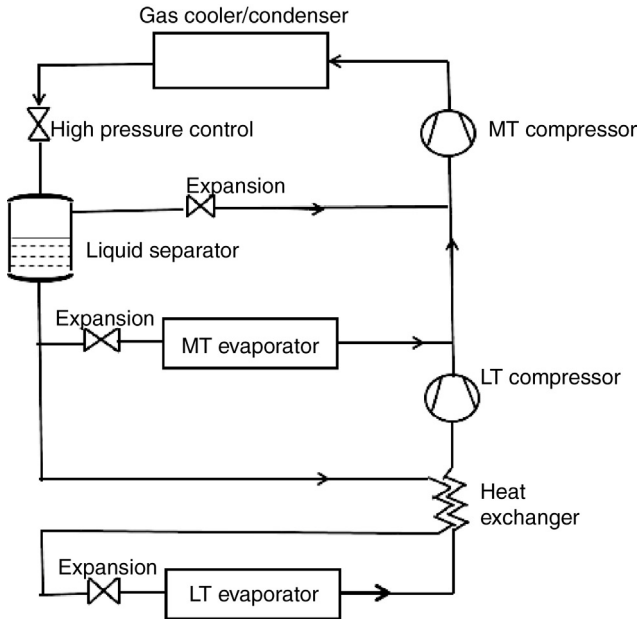 Gas cooler/condenser
High pressure control
MT compressor
Expansion
Liquid separator
Expansion
MT evaporator
LT compressor
Heat
exchanger
Expansion
LT evaporator